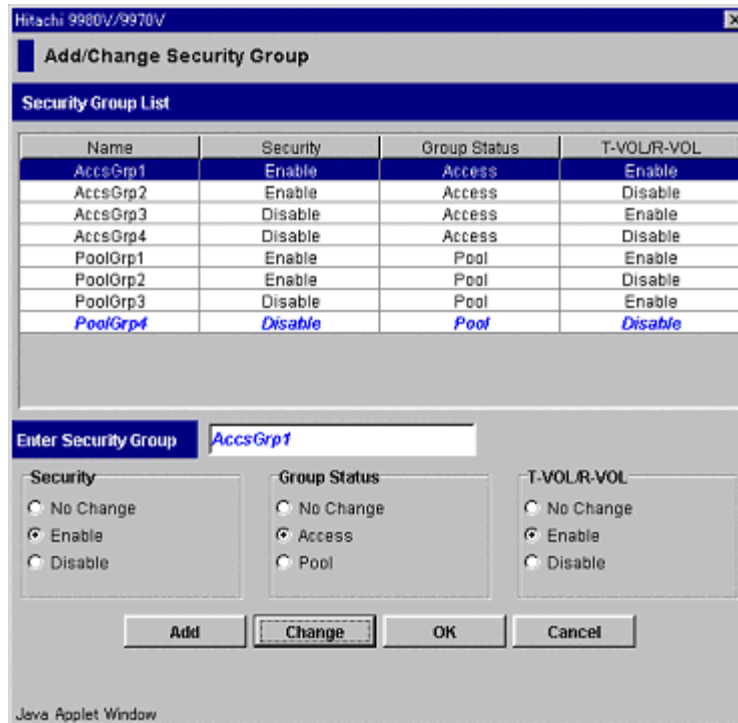 Hitachi 9980V/9970V
Add/Change Security Group
Security Group List
Name Security Group Status T-VOL/R-VOL
AccsGrp1 Enable Access Enable
AccsGrp2 Enable Access Disable
AccsGrp3 Disable Access Enable
AccsGrp4 Disable Access Disable
PoolGrp1 Enable Pool Enable
PoolGrp2 Enable Pool Disable
PoolGrp3 Disable Pool Enable
PoolGrp4 Disable Pool Disable
Enter Security Group AccsGrp1
Security Group Status T-VOL/R-VOL
No Change No Change No Change
Enable Access Enable
Disable Pool Disable
Add Change OK Cancel
Java Applet Window